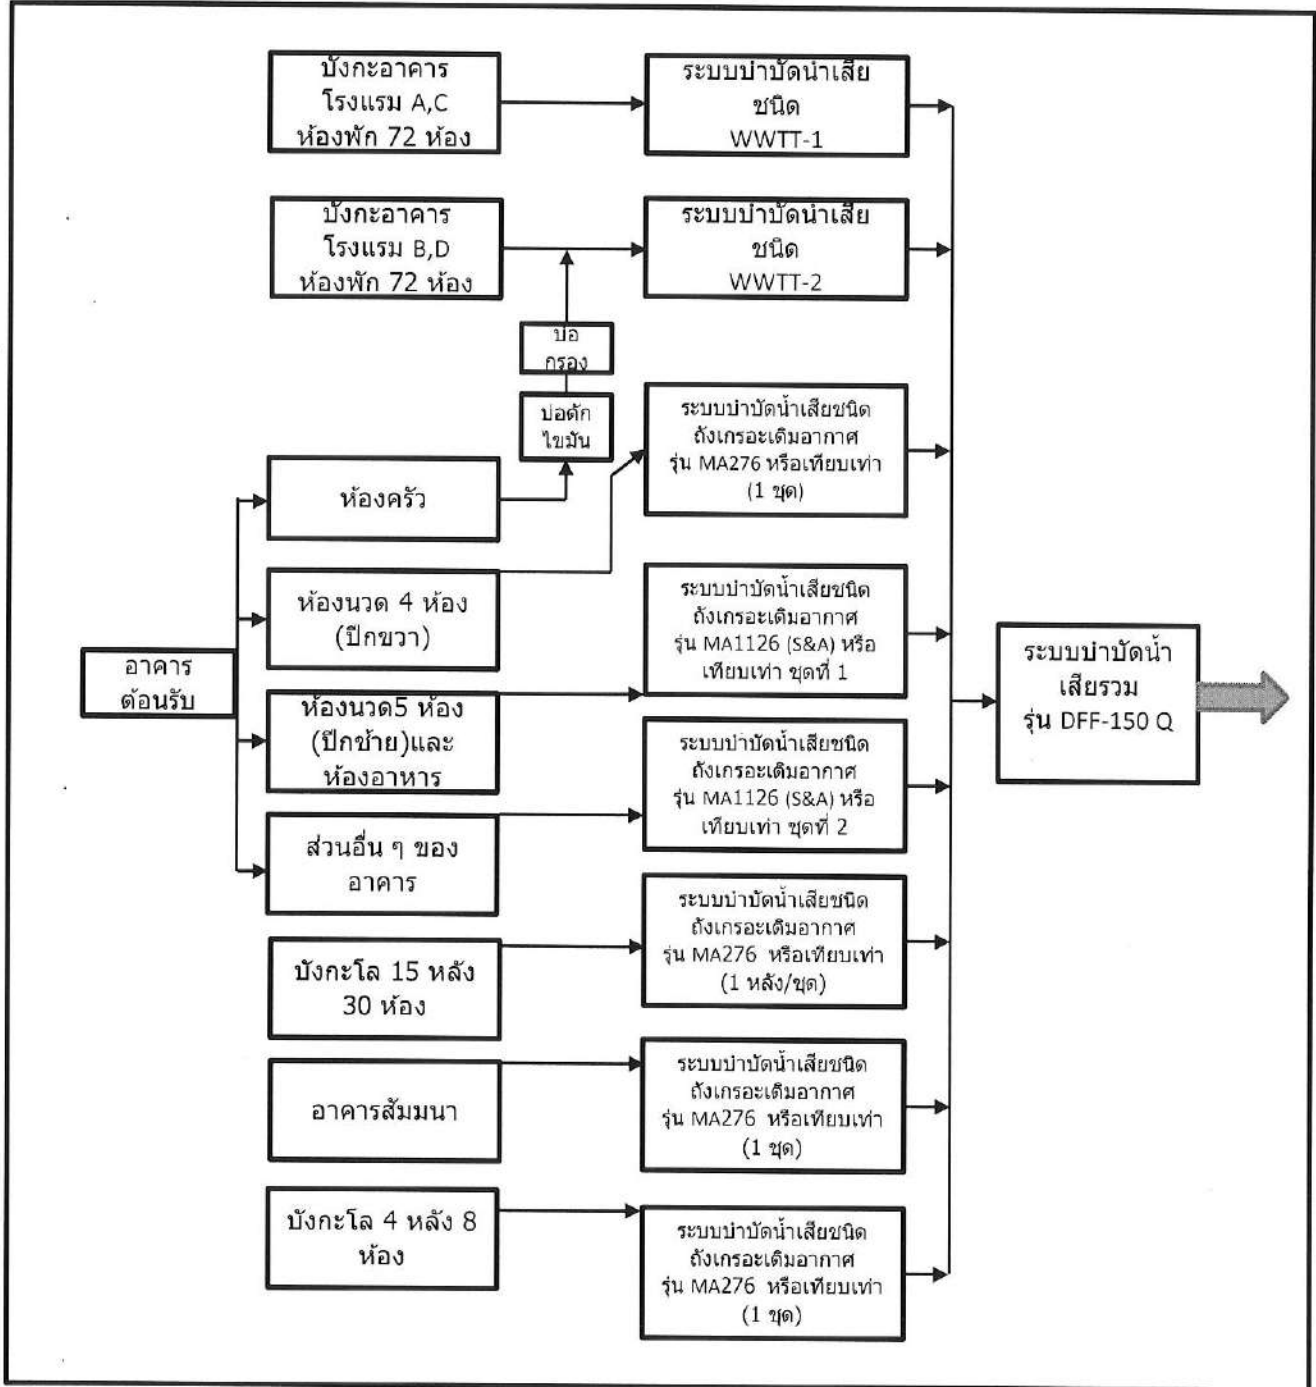 บังกะอาคาร
โรงแรม A,C
ห้องพัก 72 ห้อง
ระบบบำบัดน้ำเสีย
ชนิด
WWTT-1
บังกะอาคาร
โรงแรม B,D
ห้องพัก 72 ห้อง
ระบบบำบัดน้ำเสีย
ชนิด
WWTT-2
บ่อ
กรอง
บ่อดัก
ไขมัน
ระบบบำบัดน้ำเสียชนิด
ถังเกรอะเติมอากาศ
รุ่น MA276 หรือเทียบเท่า
(1 ชุด)
ห้องครัว
ห้องนวด 4 ห้อง
(ปีกขวา)
ระบบบำบัดน้ำเสียชนิด
ถังเกรอะเติมอากาศ
รุ่น MA1126 (S&A) หรือ
เทียบเท่า ชุดที่ 1
อาคาร
ต้อนรับ
ห้องนวด5 ห้อง
(ปีกซ้าย)และ
ห้องอาหาร
ระบบบำบัดน้ำ
เสียรวม
รุ่น DFF-150 Q
ระบบบำบัดน้ำเสียชนิด
ถังเกรอะเติมอากาศ
รุ่น MA1126 (S&A) หรือ
เทียบเท่า ชุดที่ 2
ส่วนอื่น ๆ ของ
อาคาร
ระบบบำบัดน้ำเสียชนิด
ถังเกรอะเติมอากาศ
รุ่น MA276 หรือเทียบเท่า
(1 หลัง/ชุด)
บังกะโล 15 หลัง
30 ห้อง
อาคารสัมมนา
ระบบบำบัดน้ำเสียชนิด
ถังเกรอะเติมอากาศ
รุ่น MA276 หรือเทียบเท่า
(1 ชุด)
บังกะโล 4 หลัง 8
ห้อง
ระบบบำบัดน้ำเสียชนิด
ถังเกรอะเติมอากาศ
รุ่น MA276 หรือเทียบเท่า
(1 ชุด)